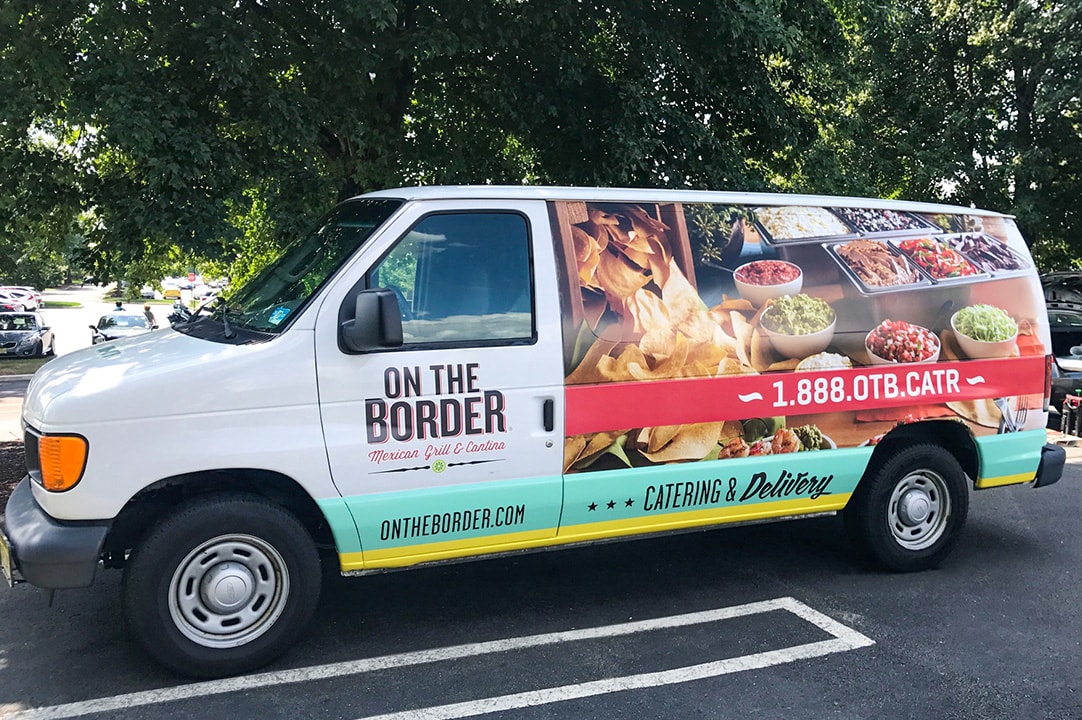 ON THE
BORDER
Mexican Grill & Cantina
ONTHEBORDER.COM
~ 1.888.OTB.CATR ~
★ ★ ★ CATERING & Delivery